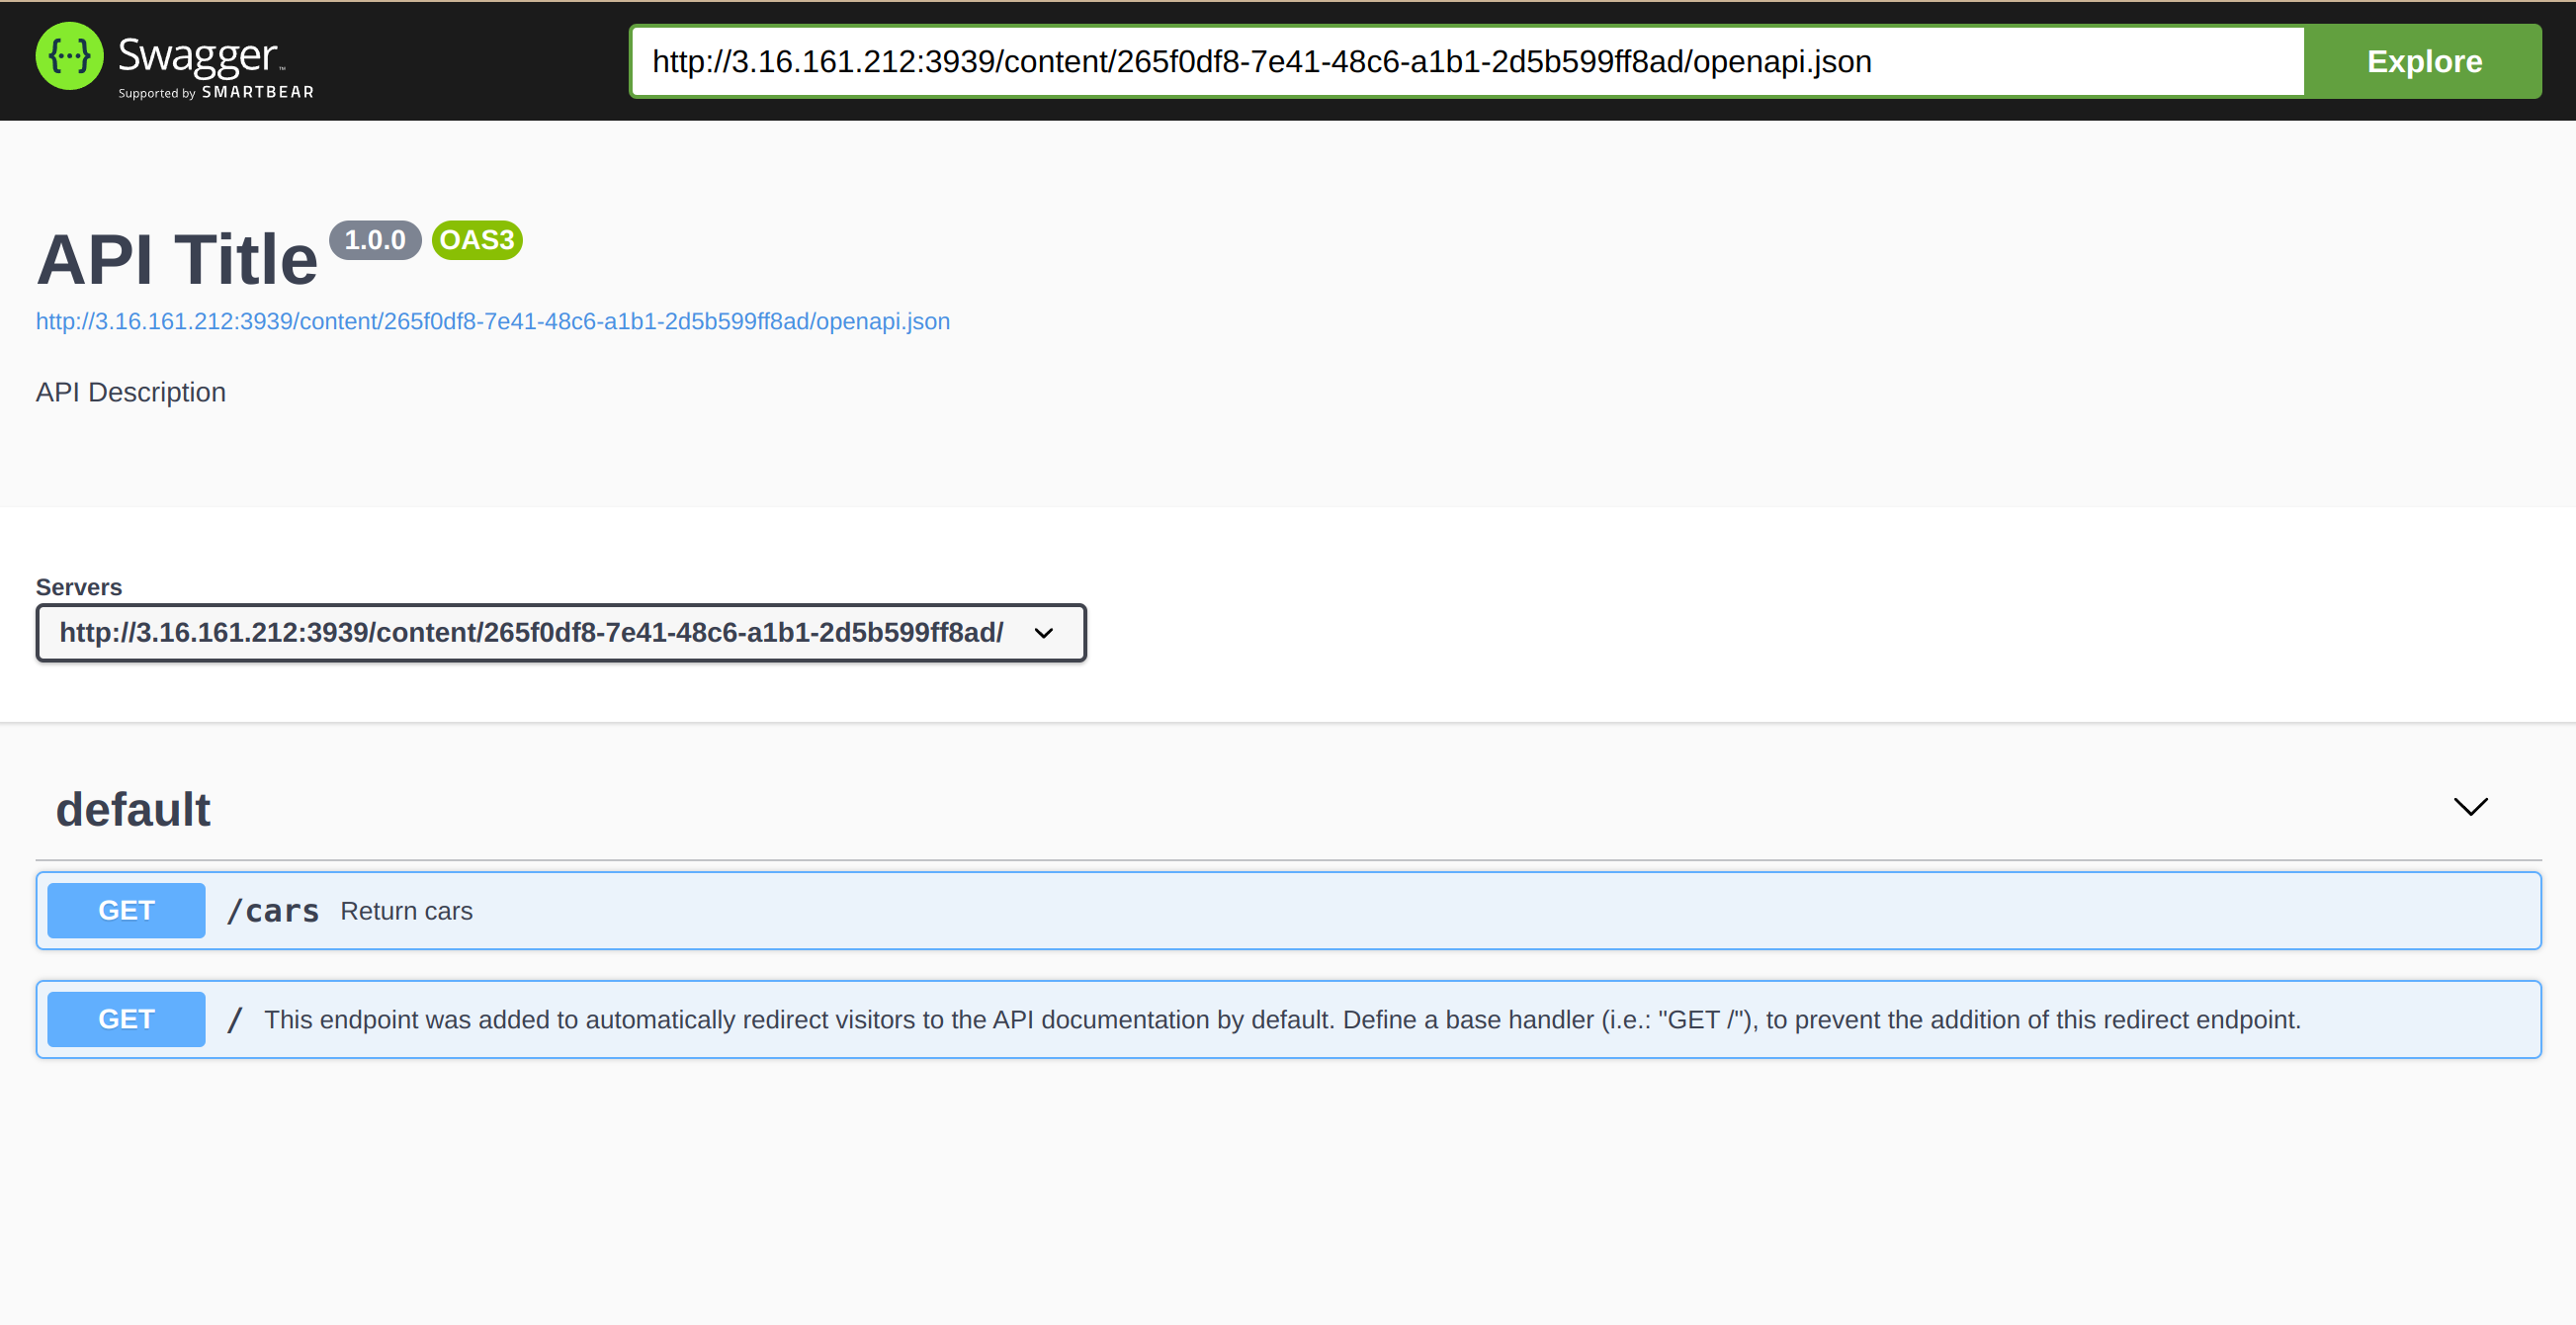 {...} Swagger™
Supported by SMARTBEAR
http://3.16.161.212:3939/content/265f0df8-7e41-48c6-a1b1-2d5b599ff8ad/openapi.json Explore
API Title 1.0.0 OAS3
http://3.16.161.212:3939/content/265f0df8-7e41-48c6-a1b1-2d5b599ff8ad/openapi.json
API Description
Servers
http://3.16.161.212:3939/content/265f0df8-7e41-48c6-a1b1-2d5b599ff8ad/
default
GET /cars Return cars
GET / This endpoint was added to automatically redirect visitors to the API documentation by default. Define a base handler (i.e.: "GET /"), to prevent the addition of this redirect endpoint.